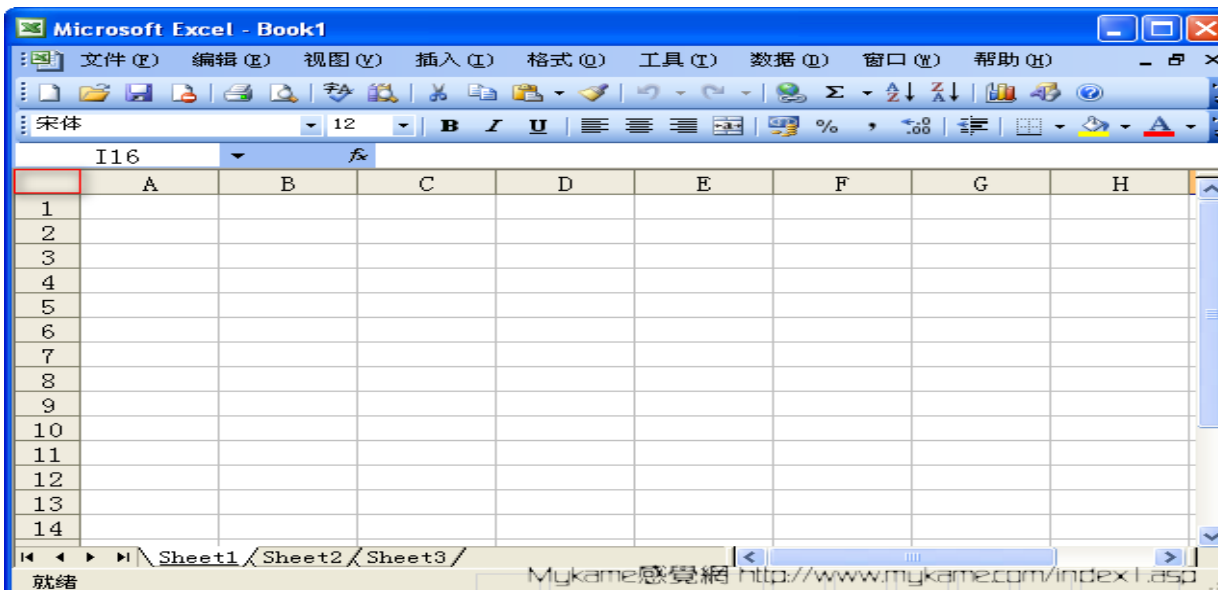 Microsoft Excel - Book1
文件(F) 编辑(E) 视图(V) 插入(I) 格式(O) 工具(T) 数据(D) 窗口(W) 帮助(H)
宋体 12 B I U % ,
I16 fx
A B C D E F G H
1
2
3
4
5
6
7
8
9
10
11
12
13
14
Sheet1 Sheet2 Sheet3
就绪 Mykame感覺網 http://www.mykame.com/index1.asp